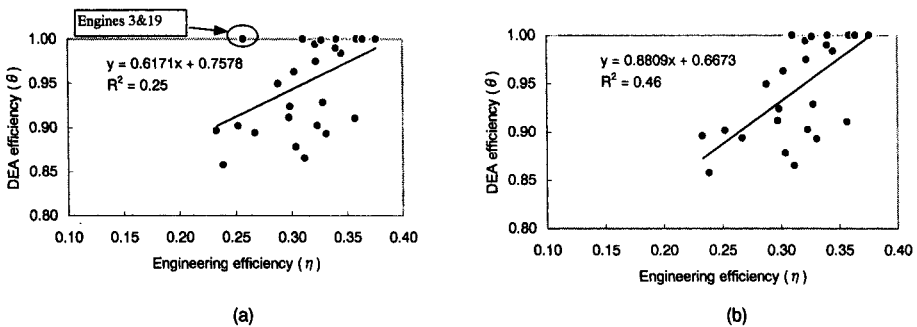 Engines 3&19
1.00
0.95
0.90
0.85
0.80
DEA efficiency (θ)
y = 0.6171x + 0.7578
R² = 0.25
0.10
0.15
0.20
0.25
0.30
0.35
0.40
Engineering efficiency (η)
(a)
1.00
0.95
0.90
0.85
0.80
DEA efficiency (θ)
y = 0.8809x + 0.6673
R² = 0.46
0.10
0.15
0.20
0.25
0.30
0.35
0.40
Engineering efficiency (η)
(b)